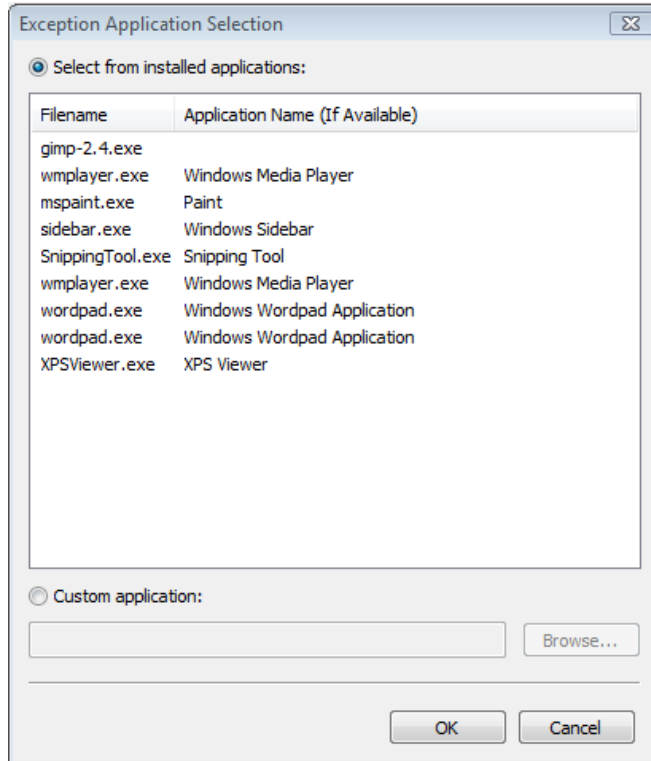 Exception Application Selection
Select from installed applications:
Filename Application Name (If Available)
gimp-2.4.exe
wmplayer.exe Windows Media Player
mspaint.exe Paint
sidebar.exe Windows Sidebar
SnippingTool.exe Snipping Tool
wmplayer.exe Windows Media Player
wordpad.exe Windows Wordpad Application
wordpad.exe Windows Wordpad Application
XPSViewer.exe XPS Viewer
Custom application:
Browse...
OK Cancel